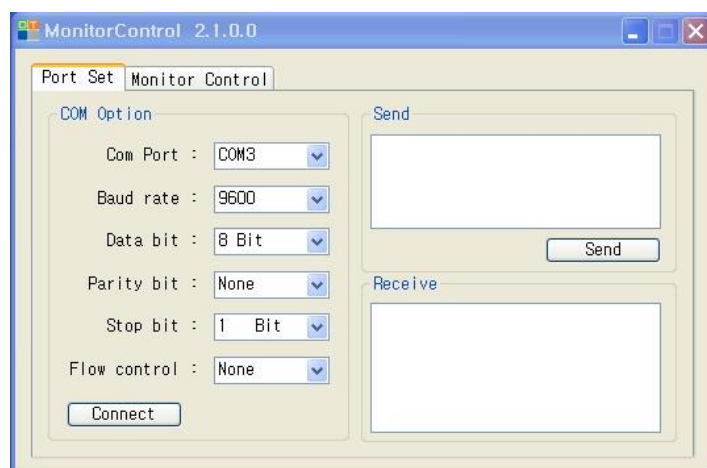 MonitorControl 2.1.0.0
Port Set
Monitor Control
COM Option
Com Port : COM3
Baud rate : 9600
Data bit : 8 Bit
Parity bit : None
Stop bit : 1 Bit
Flow control : None
Connect
Send
Send
Receive